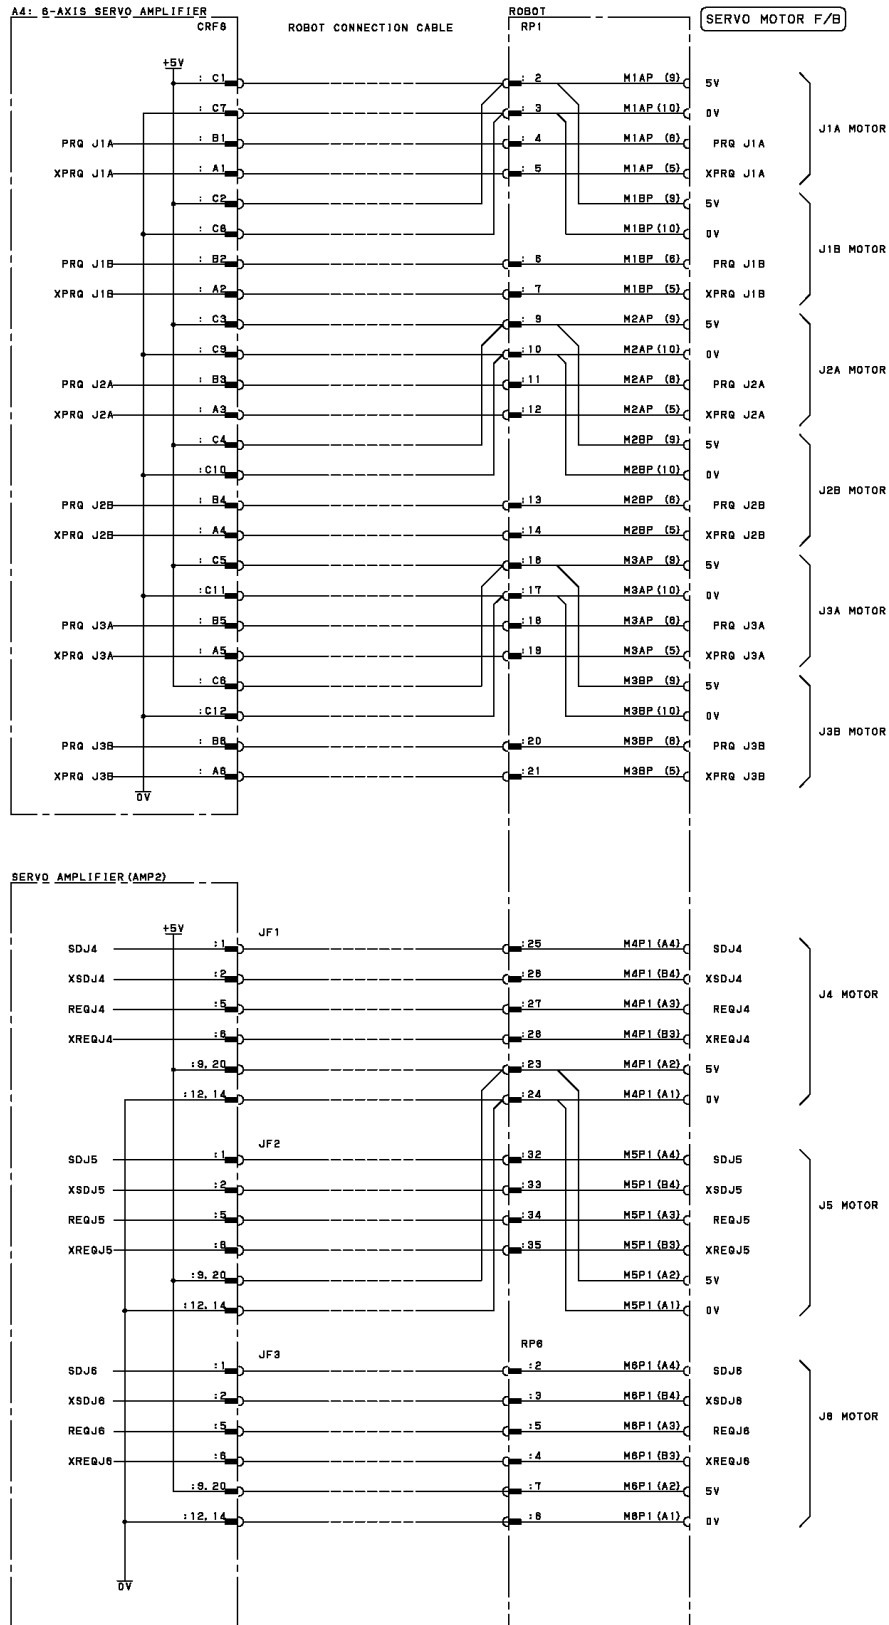 A4: 6-AXIS SERVO AMPLIFIER
CRF8
ROBOT CONNECTION CABLE
ROBOT
RP1
SERVO MOTOR F/B
+5V
: C1 : 2 M1AP (9) 5V
: C7 : 3 M1AP (10) 0V
PRQ J1A : B1 : 4 M1AP (6) PRQ J1A
XPRQ J1A : A1 : 5 M1AP (5) XPRQ J1A
J1A MOTOR
: C2 M1BP (9) 5V
: C8 M1BP (10) 0V
PRQ J1B : B2 : 6 M1BP (6) PRQ J1B
XPRQ J1B : A2 : 7 M1BP (5) XPRQ J1B
J1B MOTOR
: C3 : 9 M2AP (9) 5V
: C9 :10 M2AP (10) 0V
PRQ J2A : B3 :11 M2AP (6) PRQ J2A
XPRQ J2A : A3 :12 M2AP (5) XPRQ J2A
J2A MOTOR
: C4 M2BP (9) 5V
:C10 M2BP (10) 0V
PRQ J2B : B4 :13 M2BP (6) PRQ J2B
XPRQ J2B : A4 :14 M2BP (5) XPRQ J2B
J2B MOTOR
: C5 :16 M3AP (9) 5V
:C11 :17 M3AP (10) 0V
PRQ J3A : B5 :18 M3AP (6) PRQ J3A
XPRQ J3A : A5 :19 M3AP (5) XPRQ J3A
J3A MOTOR
: C6 M3BP (9) 5V
:C12 M3BP (10) 0V
PRQ J3B : B6 :20 M3BP (6) PRQ J3B
XPRQ J3B : A6 :21 M3BP (5) XPRQ J3B
J3B MOTOR
0V
SERVO AMPLIFIER (AMP2)
+5V
JF1
SDJ4 :1 :25 M4P1 (A4) SDJ4
XSDJ4 :2 :26 M4P1 (B4) XSDJ4
REQJ4 :5 :27 M4P1 (A3) REQJ4
XREQJ4 :6 :28 M4P1 (B3) XREQJ4
:9, 20 :23 M4P1 (A2) 5V
:12, 14 :24 M4P1 (A1) 0V
J4 MOTOR
JF2
SDJ5 :1 :32 M5P1 (A4) SDJ5
XSDJ5 :2 :33 M5P1 (B4) XSDJ5
REQJ5 :5 :34 M5P1 (A3) REQJ5
XREQJ5 :6 :35 M5P1 (B3) XREQJ5
:9, 20 M5P1 (A2) 5V
:12, 14 M5P1 (A1) 0V
J5 MOTOR
JF3
RP6
SDJ6 :1 :2 M6P1 (A4) SDJ6
XSDJ6 :2 :3 M6P1 (B4) XSDJ6
REQJ6 :5 :5 M6P1 (A3) REQJ6
XREQJ6 :6 :4 M6P1 (B3) XREQJ6
:9, 20 :7 M6P1 (A2) 5V
:12, 14 :6 M6P1 (A1) 0V
J6 MOTOR
0V